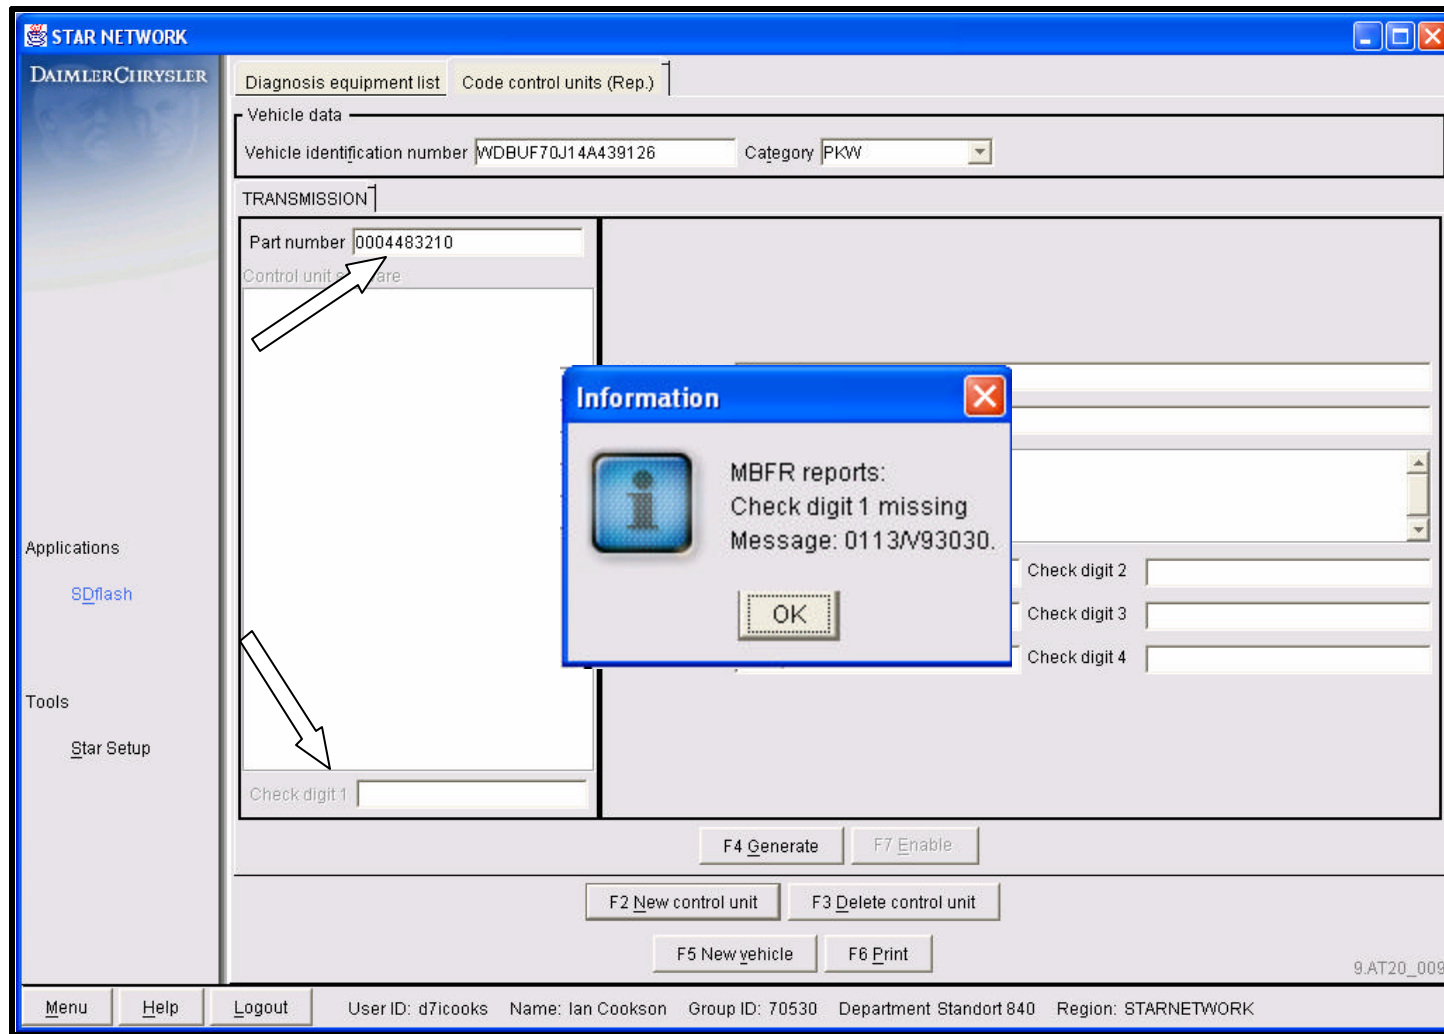 STAR NETWORK
DAIMLERCHRYSLER
Diagnosis equipment list Code control units (Rep.)
Vehicle data
Vehicle identification number WDBUF70J14A439126 Category PKW
TRANSMISSION
Part number 0004483210
Control unit
Information
MBFR reports:
Check digit 1 missing
Message: 0113/V93030.
OK
Applications
SDflash
Check digit 2
Check digit 3
Check digit 4
Tools
Star Setup
Check digit 1
F4 Generate F7 Enable
F2 New control unit F3 Delete control unit
F5 New vehicle F6 Print
9.AT20_009
Menu Help Logout User ID: d7icooks Name: Ian Cookson Group ID: 70530 Department Standort 840 Region: STARNETWORK